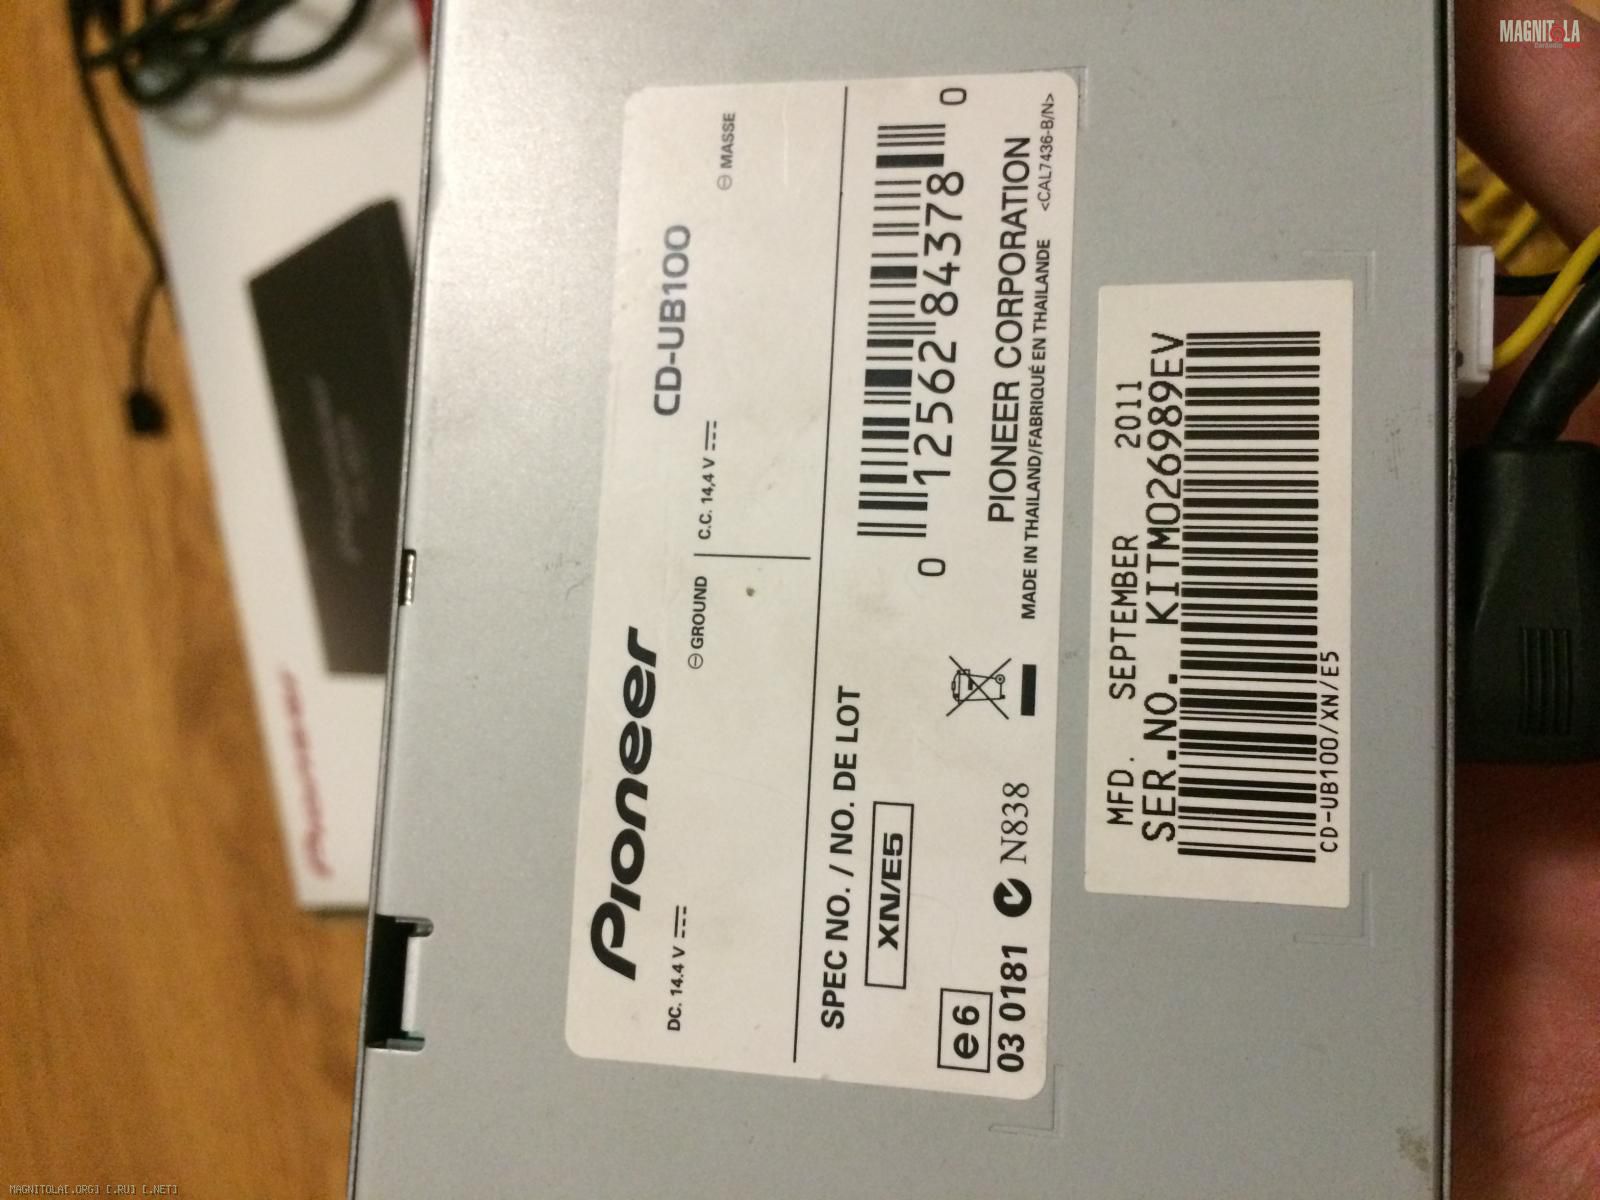 Pioneer
CD-UB100
DC. 14.4 V
⊖ GROUND
C.C. 14,4 V
⊖ MASSE
SPEC NO. / NO. DE LOT
XN/E5
0 12562 84378 0
e6
03 0181
N838
PIONEER CORPORATION
MADE IN THAILAND/FABRIQUÉ EN THAILANDE
<CAL7436-B/N>
MFD. SEPTEMBER 2011
SER.NO. KITM026989EV
CD-UB100/XN/E5
Pioneer
MAGNITOLA
MAGNITOLA[.ORG] [.RU] [.NET]